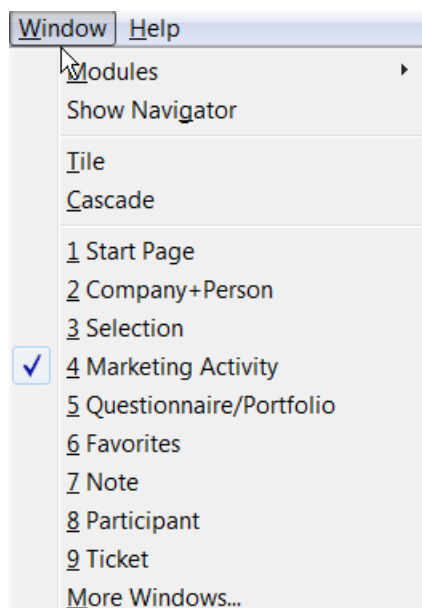 Window Help
Modules
Show Navigator
Tile
Cascade
1 Start Page
2 Company+Person
3 Selection
4 Marketing Activity
5 Questionnaire/Portfolio
6 Favorites
7 Note
8 Participant
9 Ticket
More Windows...